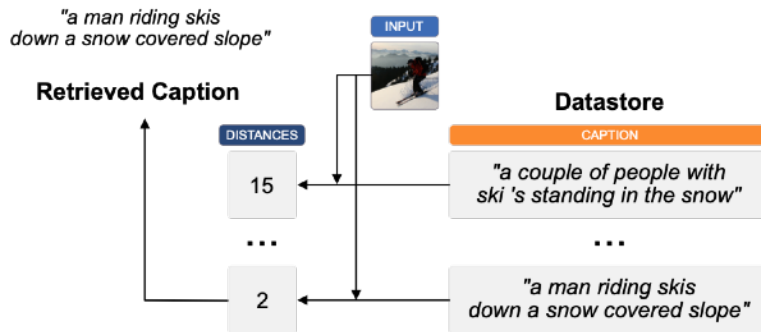 "a man riding skis
down a snow covered slope"
INPUT
Retrieved Caption
Datastore
DISTANCES
CAPTION
15
"a couple of people with
ski 's standing in the snow"
...
...
2
"a man riding skis
down a snow covered slope"